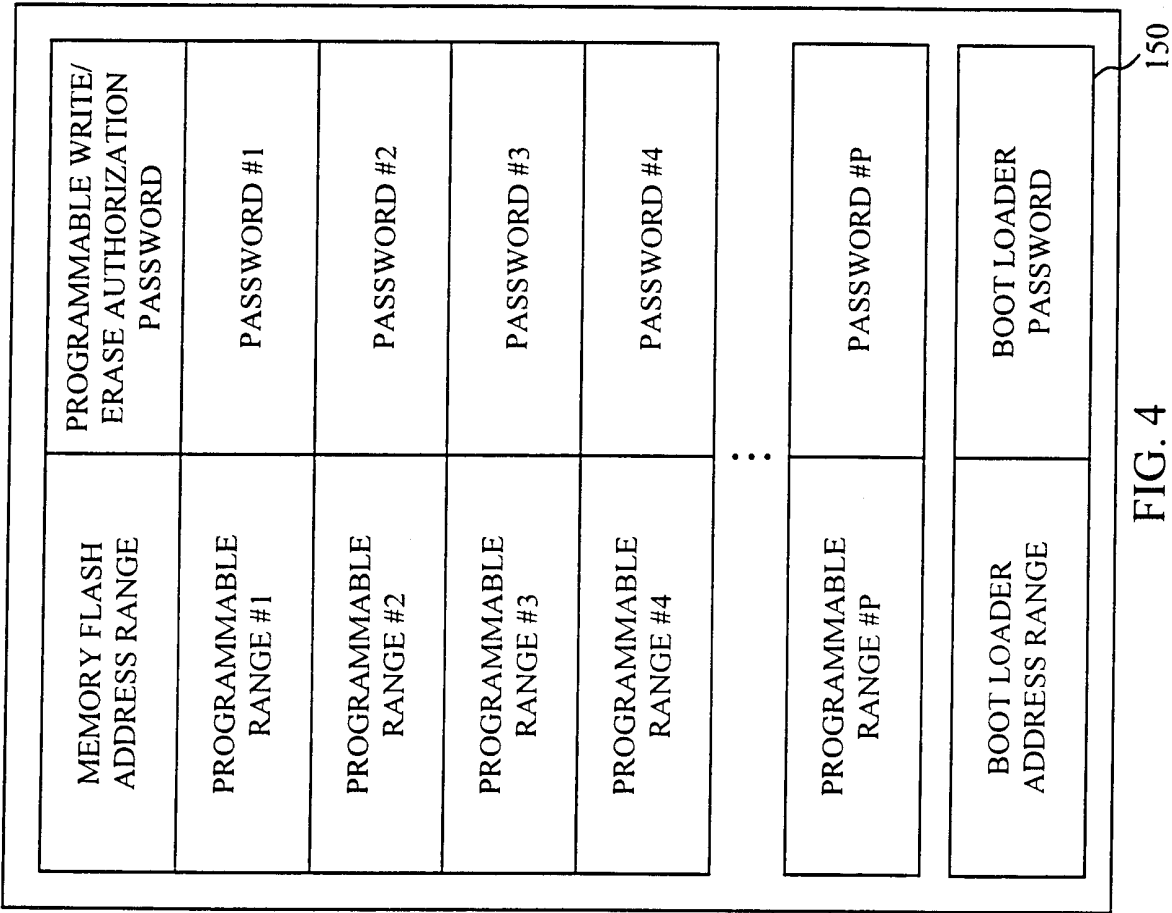 MEMORY FLASH
ADDRESS RANGE
PROGRAMMABLE WRITE/
ERASE AUTHORIZATION
PASSWORD
PROGRAMMABLE
RANGE #1
PASSWORD #1
PROGRAMMABLE
RANGE #2
PASSWORD #2
PROGRAMMABLE
RANGE #3
PASSWORD #3
PROGRAMMABLE
RANGE #4
PASSWORD #4
...
PROGRAMMABLE
RANGE #P
PASSWORD #P
BOOT LOADER
ADDRESS RANGE
BOOT LOADER
PASSWORD
150
FIG. 4